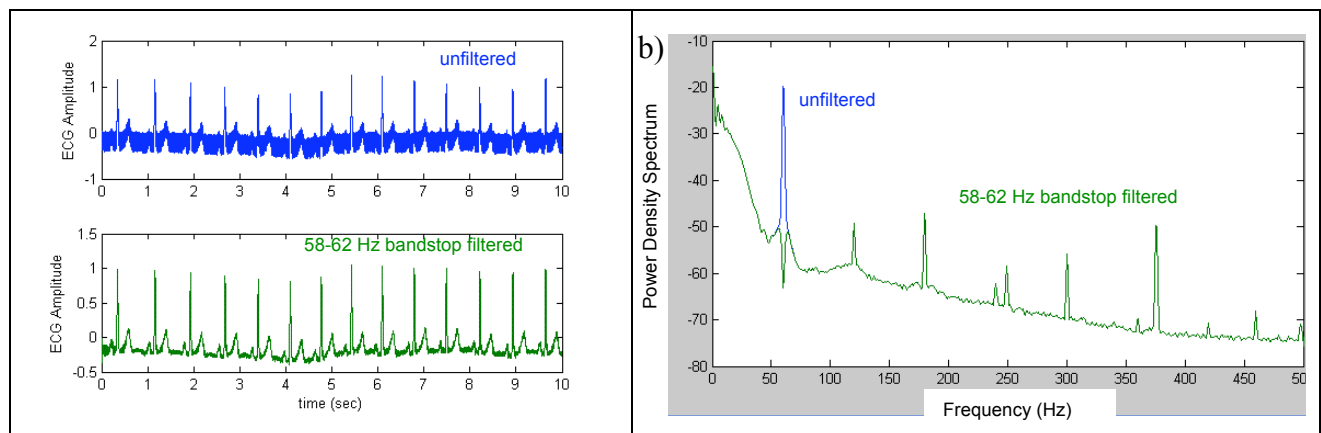 2
1
0
-1
ECG Amplitude
unfiltered
0 1 2 3 4 5 6 7 8 9 10
1.5
1
0.5
0
-0.5
ECG Amplitude
58-62 Hz bandstop filtered
0 1 2 3 4 5 6 7 8 9 10
time (sec)
b)
-10
-20
-30
-40
-50
-60
-70
-80
Power Density Spectrum
unfiltered
58-62 Hz bandstop filtered
0 50 100 150 200 250 300 350 400 450 500
Frequency (Hz)